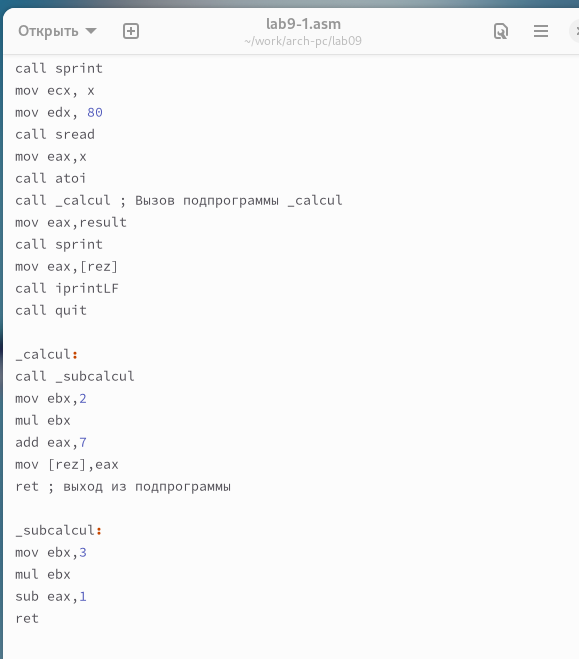 Открыть
lab9-1.asm
~/work/arch-pc/lab09
call sprint
mov ecx, x
mov edx, 80
call sread
mov eax,x
call atoi
call _calcul ; Вызов подпрограммы _calcul
mov eax,result
call sprint
mov eax,[rez]
call iprintLF
call quit
_calcul:
call _subcalcul
mov ebx,2
mul ebx
add eax,7
mov [rez],eax
ret ; выход из подпрограммы
_subcalcul:
mov ebx,3
mul ebx
sub eax,1
ret